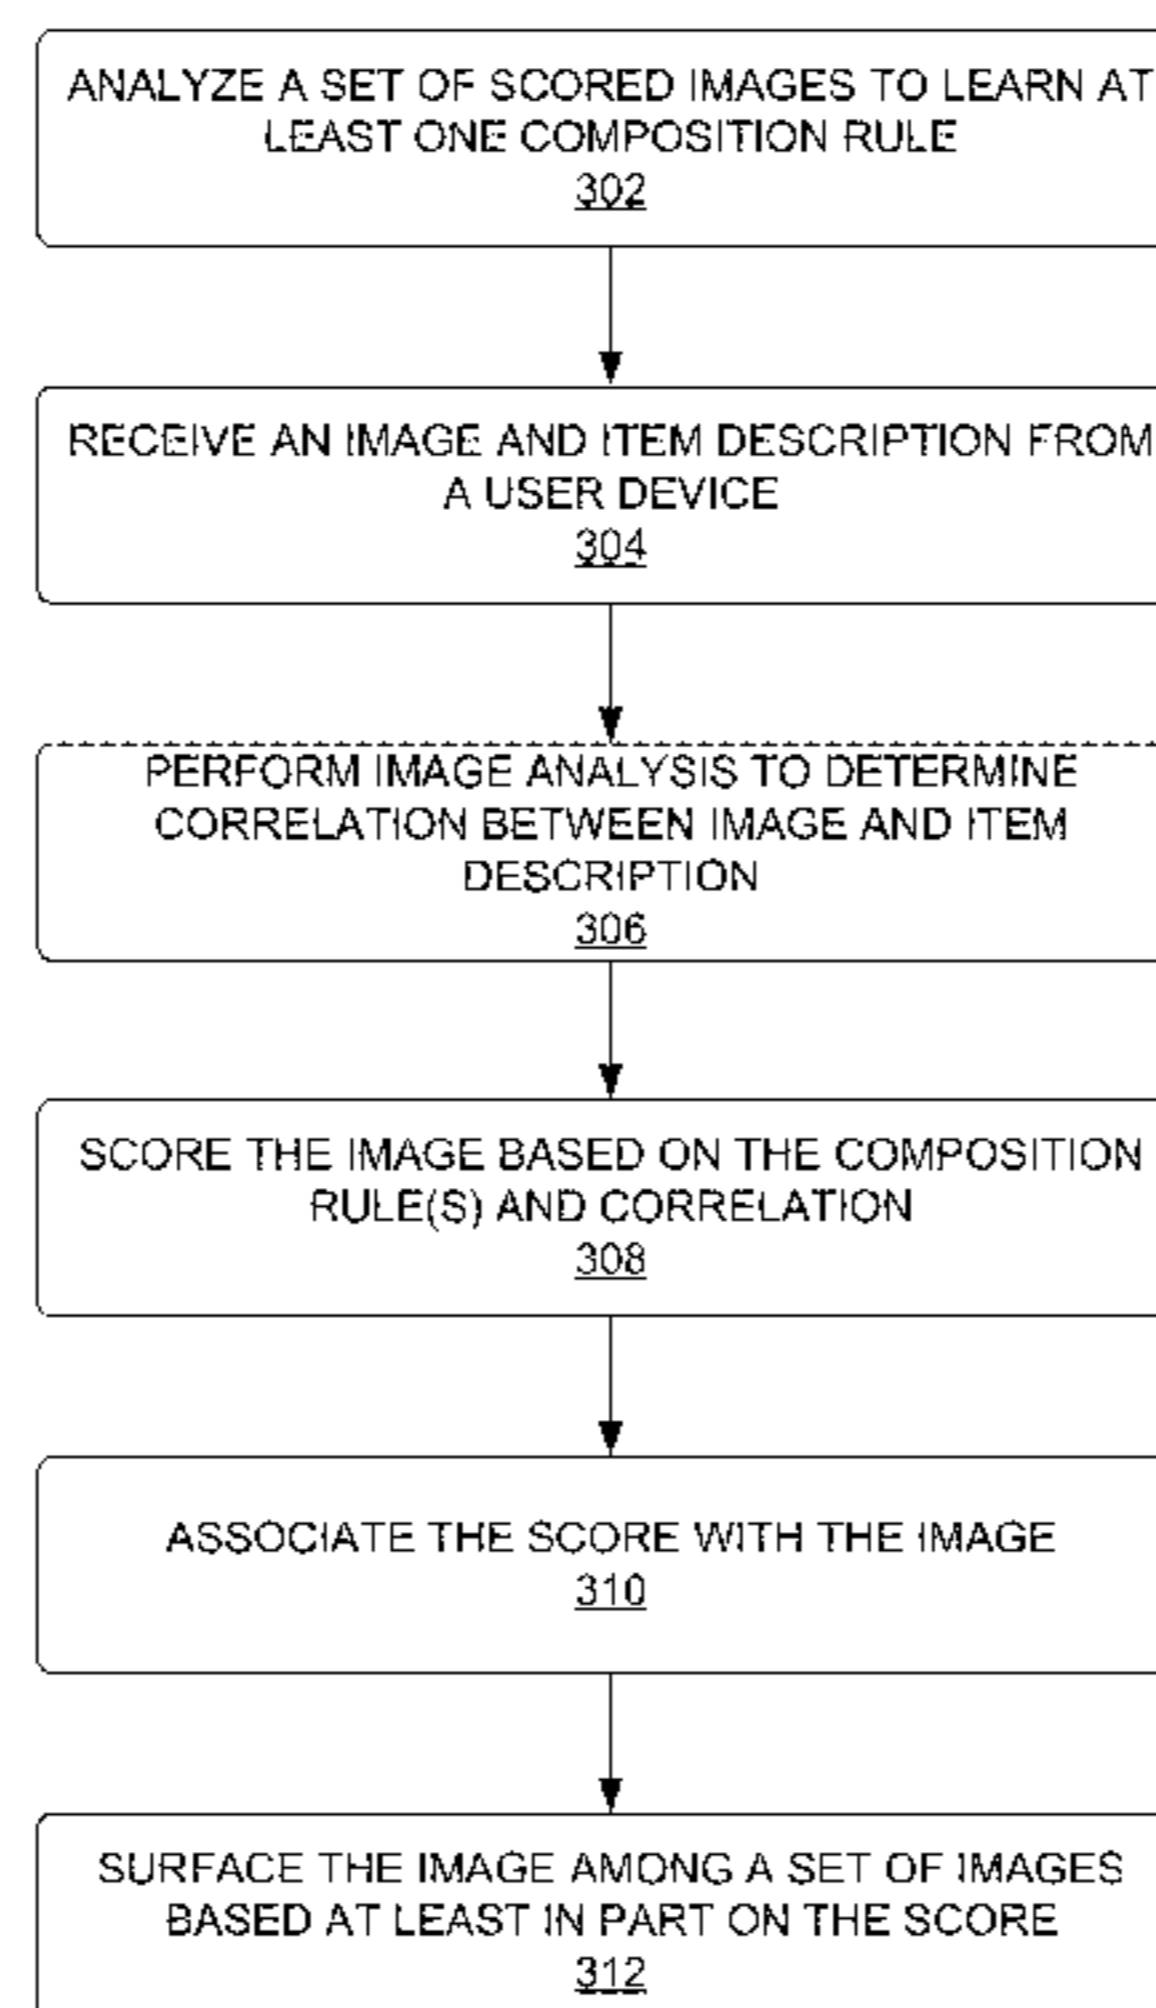 ANALYZE A SET OF SCORED IMAGES TO LEARN AT
LEAST ONE COMPOSITION RULE
302
RECEIVE AN IMAGE AND ITEM DESCRIPTION FROM
A USER DEVICE
304
PERFORM IMAGE ANALYSIS TO DETERMINE
CORRELATION BETWEEN IMAGE AND ITEM
DESCRIPTION
306
SCORE THE IMAGE BASED ON THE COMPOSITION
RULE(S) AND CORRELATION
308
ASSOCIATE THE SCORE WITH THE IMAGE
310
SURFACE THE IMAGE AMONG A SET OF IMAGES
BASED AT LEAST IN PART ON THE SCORE
312